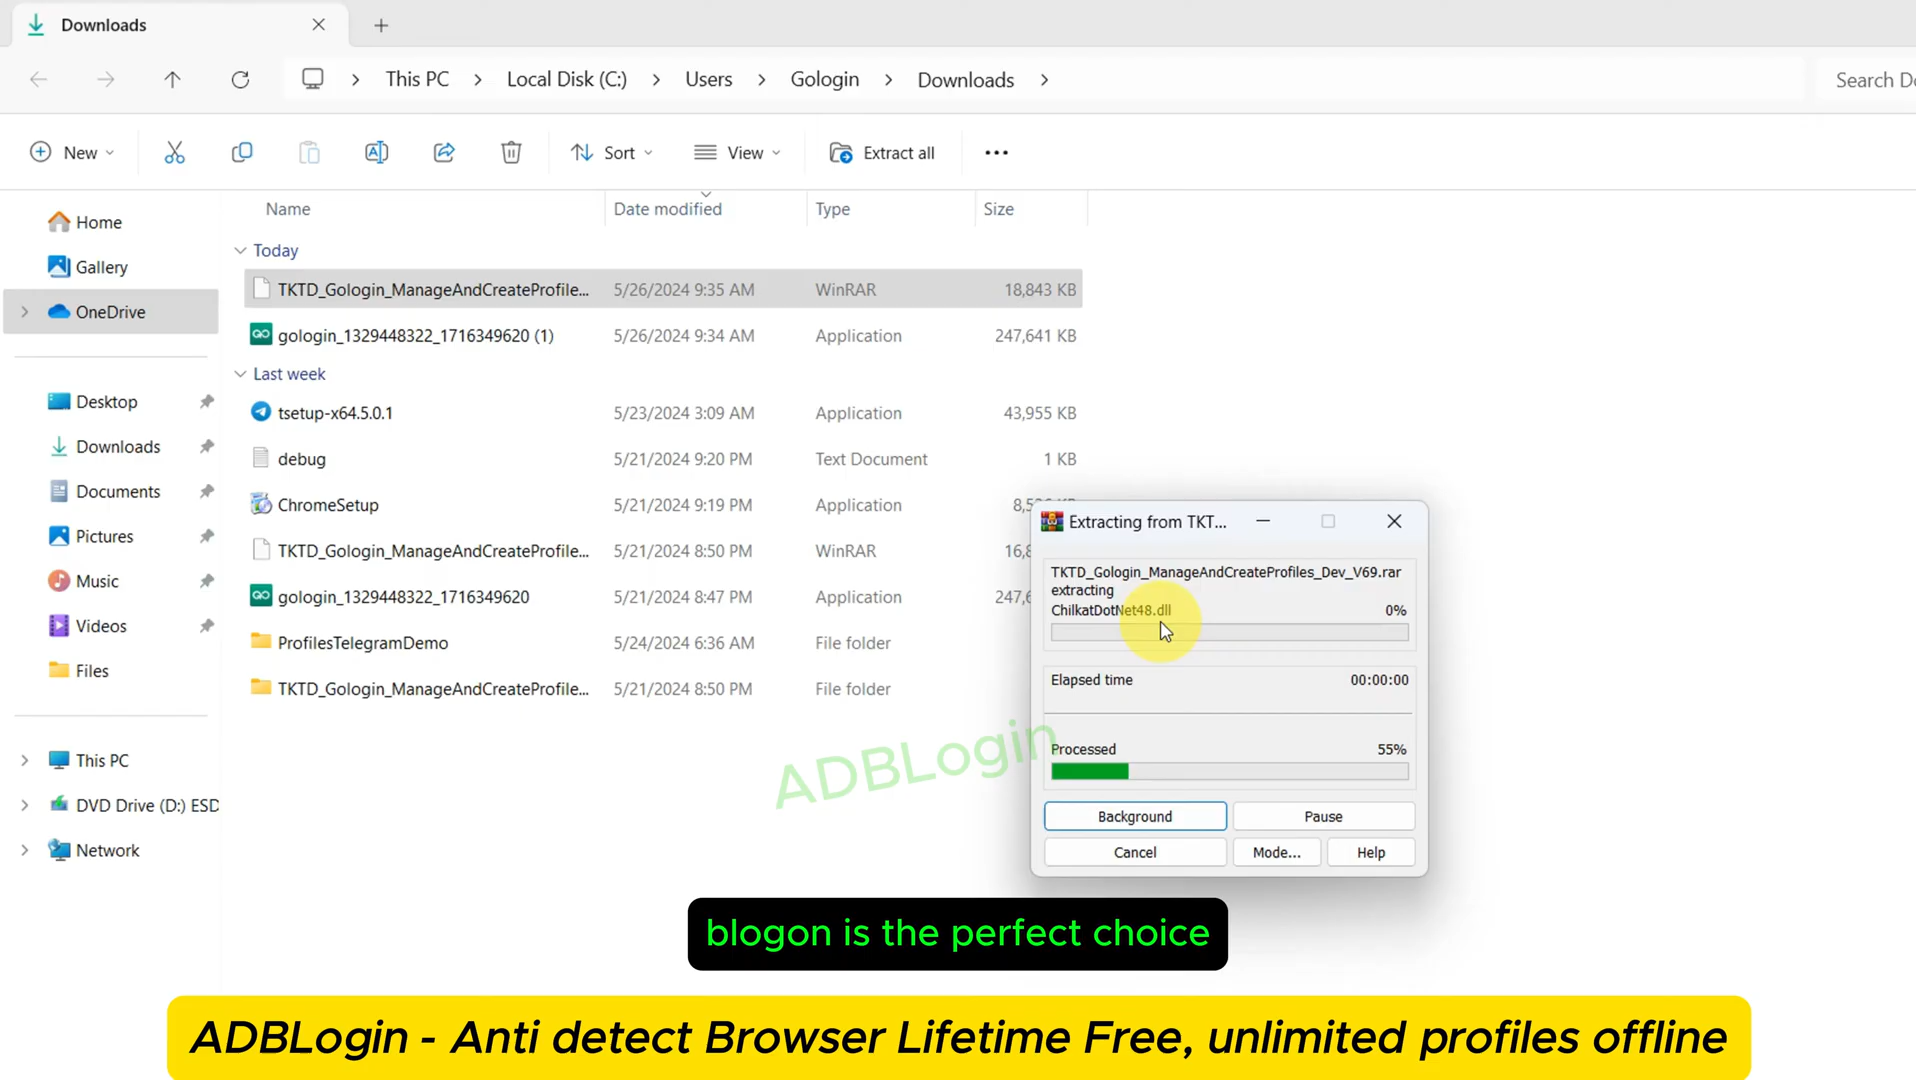 Downloads
This PC
Local Disk (C:)
Users
Gologin
Downloads
Search Do
New
Sort
View
Extract all
Name
Date modified
Type
Size
Home
Gallery
OneDrive
Desktop
Downloads
Documents
Pictures
Music
Videos
Files
This PC
DVD Drive (D:) ESD
Network
Today
TKTD_Gologin_ManageAndCreateProfile... 5/26/2024 9:35 AM WinRAR 18,843 KB
gologin_1329448322_1716349620 (1) 5/26/2024 9:34 AM Application 247,641 KB
Last week
tsetup-x64.5.0.1 5/23/2024 3:09 AM Application 43,955 KB
debug 5/21/2024 9:20 PM Text Document 1 KB
ChromeSetup 5/21/2024 9:19 PM Application
TKTD_Gologin_ManageAndCreateProfile... 5/21/2024 8:50 PM WinRAR
gologin_1329448322_1716349620 5/21/2024 8:47 PM Application
ProfilesTelegramDemo 5/24/2024 6:36 AM File folder
TKTD_Gologin_ManageAndCreateProfile... 5/21/2024 8:50 PM File folder
Extracting from TKT...
TKTD_Gologin_ManageAndCreateProfiles_Dev_V69.rar
extracting
ChilkatDotNet48.dll 0%
Elapsed time 00:00:00
Processed 55%
Background
Pause
Cancel
Mode...
Help
ADBLogin
blogon is the perfect choice
ADBLogin - Anti detect Browser Lifetime Free, unlimited profiles offline